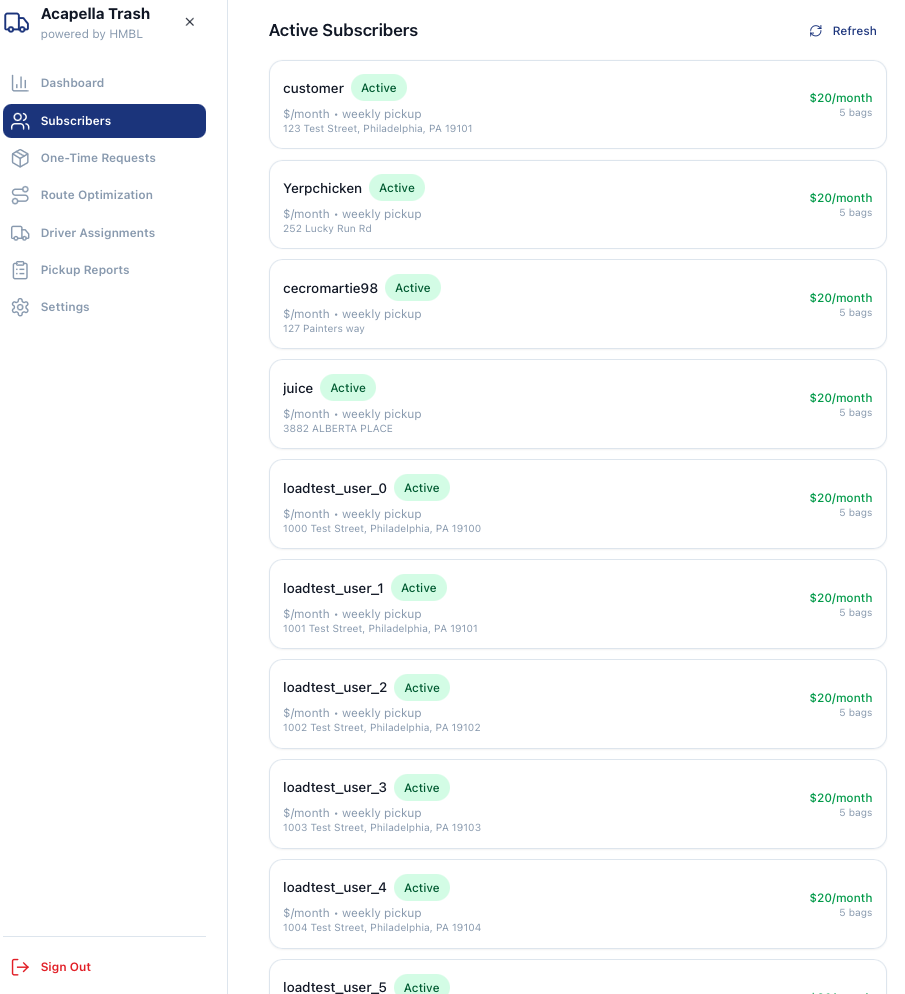 Acapella Trash
powered by HMBL
Dashboard
Subscribers
One-Time Requests
Route Optimization
Driver Assignments
Pickup Reports
Settings
Sign Out
Active Subscribers
Refresh
customer Active
$/month • weekly pickup
123 Test Street, Philadelphia, PA 19101
$20/month
5 bags
Yerpchicken Active
$/month • weekly pickup
252 Lucky Run Rd
$20/month
5 bags
cecromartie98 Active
$/month • weekly pickup
127 Painters way
$20/month
5 bags
juice Active
$/month • weekly pickup
3882 ALBERTA PLACE
$20/month
5 bags
loadtest_user_0 Active
$/month • weekly pickup
1000 Test Street, Philadelphia, PA 19100
$20/month
5 bags
loadtest_user_1 Active
$/month • weekly pickup
1001 Test Street, Philadelphia, PA 19101
$20/month
5 bags
loadtest_user_2 Active
$/month • weekly pickup
1002 Test Street, Philadelphia, PA 19102
$20/month
5 bags
loadtest_user_3 Active
$/month • weekly pickup
1003 Test Street, Philadelphia, PA 19103
$20/month
5 bags
loadtest_user_4 Active
$/month • weekly pickup
1004 Test Street, Philadelphia, PA 19104
$20/month
5 bags
loadtest_user_5 Active